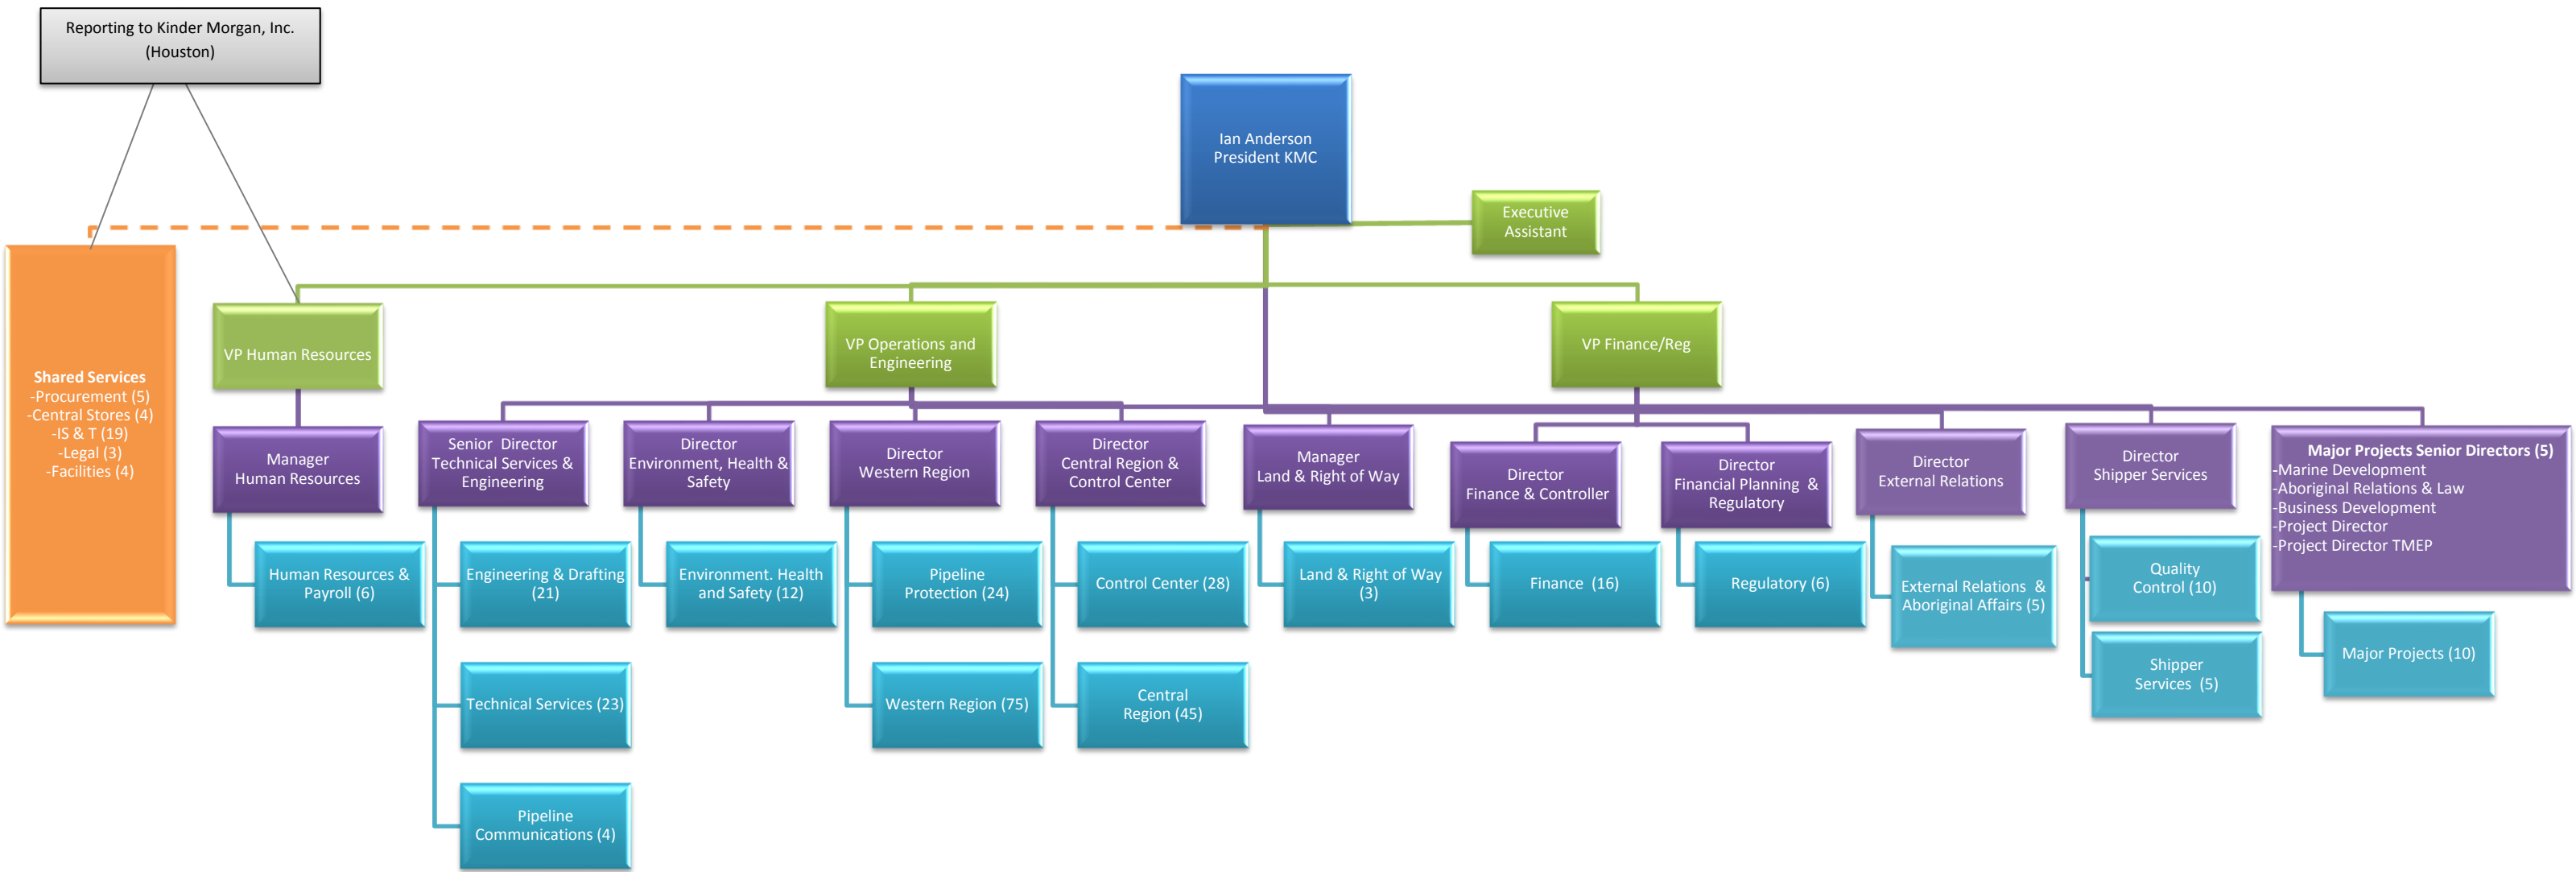 Reporting to Kinder Morgan, Inc.
(Houston)
Ian Anderson
President KMC
Executive
Assistant
Shared Services
-Procurement (5)
-Central Stores (4)
-IS & T (19)
-Legal (3)
-Facilities (4)
VP Human Resources
VP Operations and
Engineering
VP Finance/Reg
Manager
Human Resources
Senior Director
Technical Services &
Engineering
Director
Environment, Health &
Safety
Director
Western Region
Director
Central Region &
Control Center
Manager
Land & Right of Way
Director
Finance & Controller
Director
Financial Planning &
Regulatory
Director
External Relations
Director
Shipper Services
Major Projects Senior Directors (5)
-Marine Development
-Aboriginal Relations & Law
-Business Development
-Project Director
-Project Director TMEP
Human Resources &
Payroll (6)
Engineering & Drafting
(21)
Environment. Health
and Safety (12)
Pipeline
Protection (24)
Control Center (28)
Land & Right of Way
(3)
Finance (16)
Regulatory (6)
External Relations &
Aboriginal Affairs (5)
Quality
Control (10)
Major Projects (10)
Technical Services (23)
Western Region (75)
Central
Region (45)
Shipper
Services (5)
Pipeline
Communications (4)